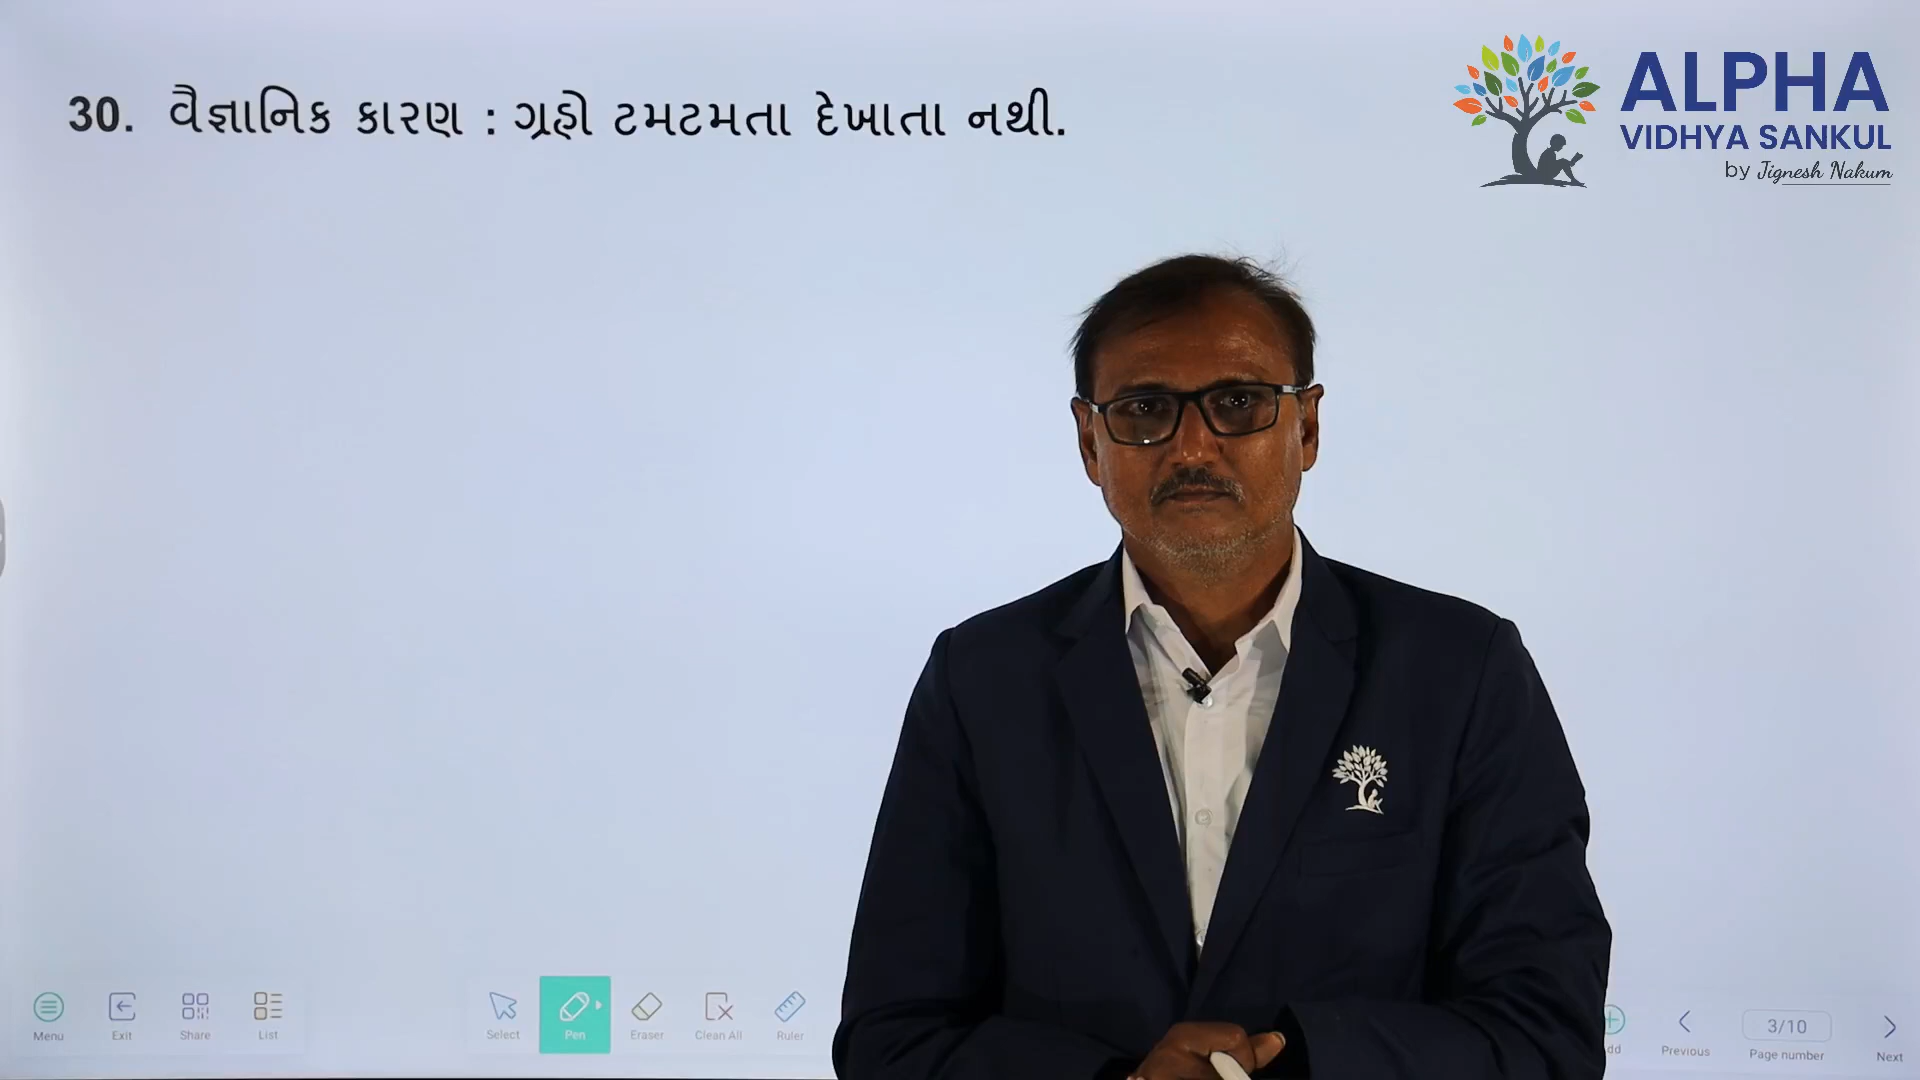 30. વૈજ્ઞાનિક કારણ : ગ્રહો ટમટમતા દેખાતા નથી.
ALPHA
VIDHYA SANKUL
by Jignesh Nakum
Menu
Exit
Share
List
Select
Pen
Eraser
Clean All
Ruler
dd
Previous
3/10
Page number
Next